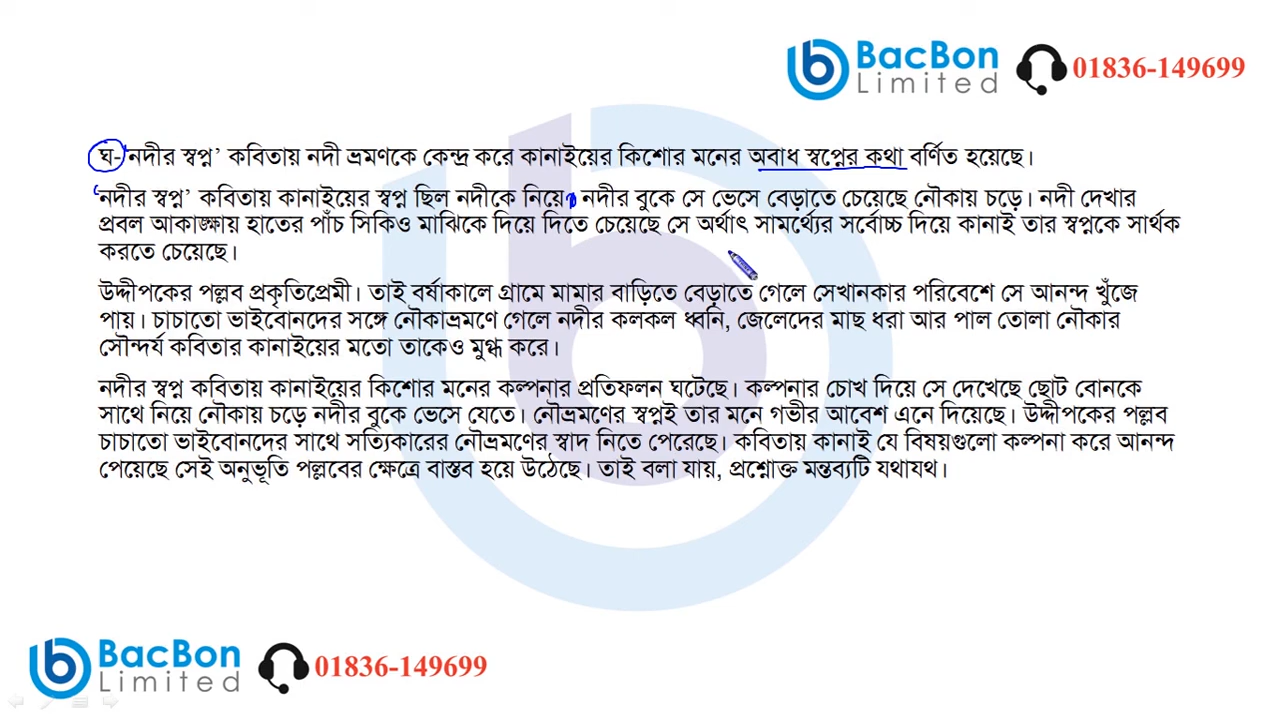 BacBon
Limited
01836-149699
ঘ-'নদীর স্বপ্ন’ কবিতায় নদী ভ্রমণকে কেন্দ্র করে কানাইয়ের কিশোর মনের অবাধ স্বপ্নের কথা বর্ণিত হয়েছে।
‘নদীর স্বপ্ন’ কবিতায় কানাইয়ের স্বপ্ন ছিল নদীকে নিয়ে। নদীর বুকে সে ভেসে বেড়াতে চেয়েছে নৌকায় চড়ে। নদী দেখার
প্রবল আকাঙ্ক্ষায় হাতের পাঁচ সিকিও মাঝিকে দিয়ে দিতে চেয়েছে সে অর্থাৎ সামর্থ্যের সর্বোচ্চ দিয়ে কানাই তার স্বপ্নকে সার্থক
করতে চেয়েছে।
উদ্দীপকের পল্লব প্রকৃতিপ্রেমী। তাই বর্ষাকালে গ্রামে মামার বাড়িতে বেড়াতে গেলে সেখানকার পরিবেশে সে আনন্দ খুঁজে
পায়। চাচাতো ভাইবোনদের সঙ্গে নৌকাভ্রমণে গেলে নদীর কলকল ধ্বনি, জেলেদের মাছ ধরা আর পাল তোলা নৌকার
সৌন্দর্য কবিতার কানাইয়ের মতো তাকেও মুগ্ধ করে।
নদীর স্বপ্ন কবিতায় কানাইয়ের কিশোর মনের কল্পনার প্রতিফলন ঘটেছে। কল্পনার চোখ দিয়ে সে দেখেছে ছোট বোনকে
সাথে নিয়ে নৌকায় চড়ে নদীর বুকে ভেসে যেতে। নৌভ্রমণের স্বপ্নই তার মনে গভীর আবেশ এনে দিয়েছে। উদ্দীপকের পল্লব
চাচাতো ভাইবোনদের সাথে সত্যিকারের নৌভ্রমণের স্বাদ নিতে পেরেছে। কবিতায় কানাই যে বিষয়গুলো কল্পনা করে আনন্দ
পেয়েছে সেই অনুভূতি পল্লবের ক্ষেত্রে বাস্তব হয়ে উঠেছে। তাই বলা যায়, প্রশ্নোক্ত মন্তব্যটি যথাযথ।
BacBon
Limited
01836-149699